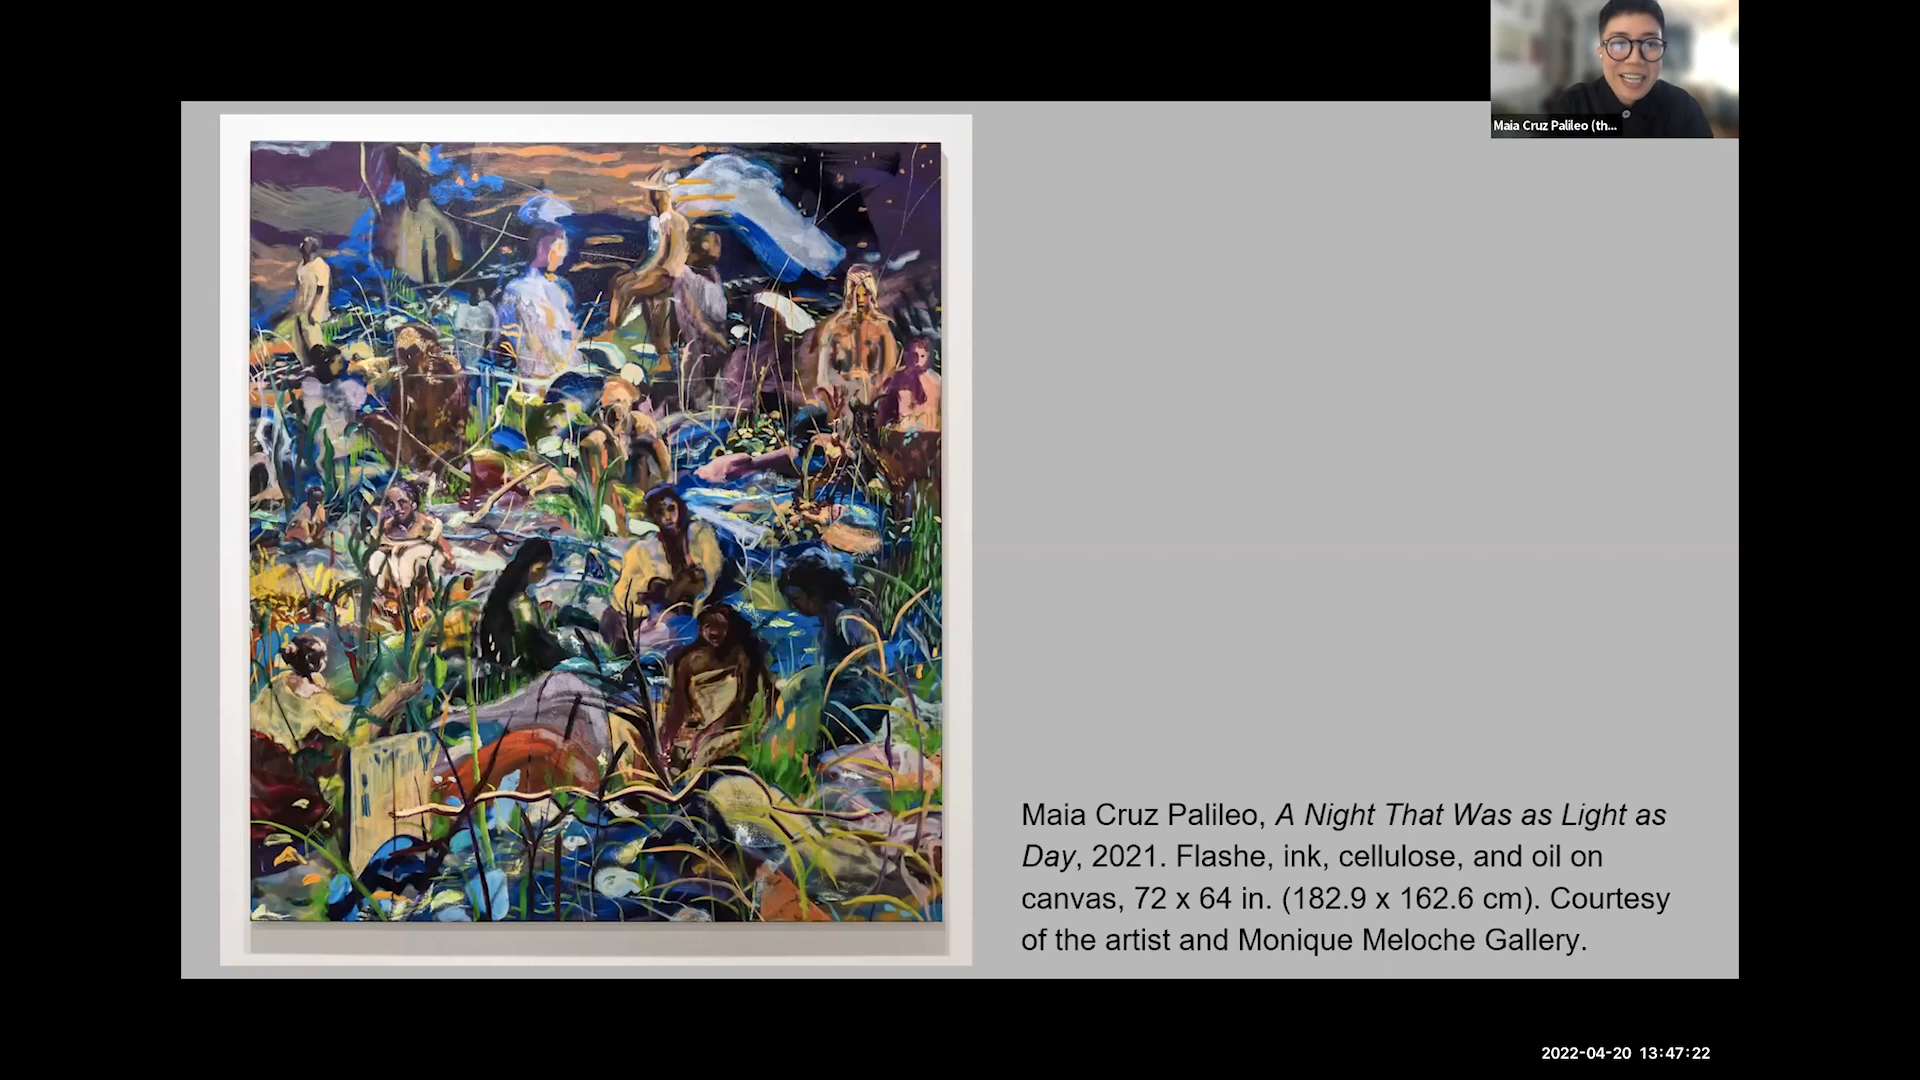 Maia Cruz Palileo (th...
Maia Cruz Palileo, A Night That Was as Light as
Day, 2021. Flashe, ink, cellulose, and oil on
canvas, 72 x 64 in. (182.9 x 162.6 cm). Courtesy
of the artist and Monique Meloche Gallery.
2022-04-20 13:47:22